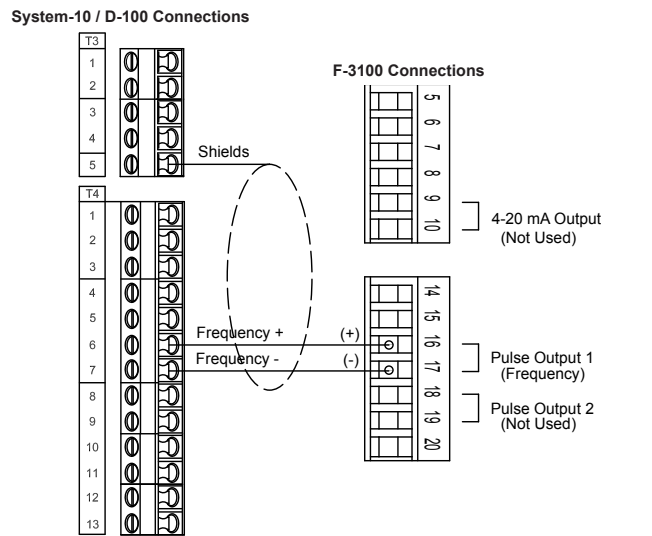 System-10 / D-100 Connections
T3
1
2
3
4
5
Shields
T4
1
2
3
4
5
6
7
8
9
10
11
12
13
Frequency +
(+)
Frequency -
(-)
F-3100 Connections
5
6
7
8
9
10
4-20 mA Output
(Not Used)
14
15
16
17
18
19
20
Pulse Output 1
(Frequency)
Pulse Output 2
(Not Used)